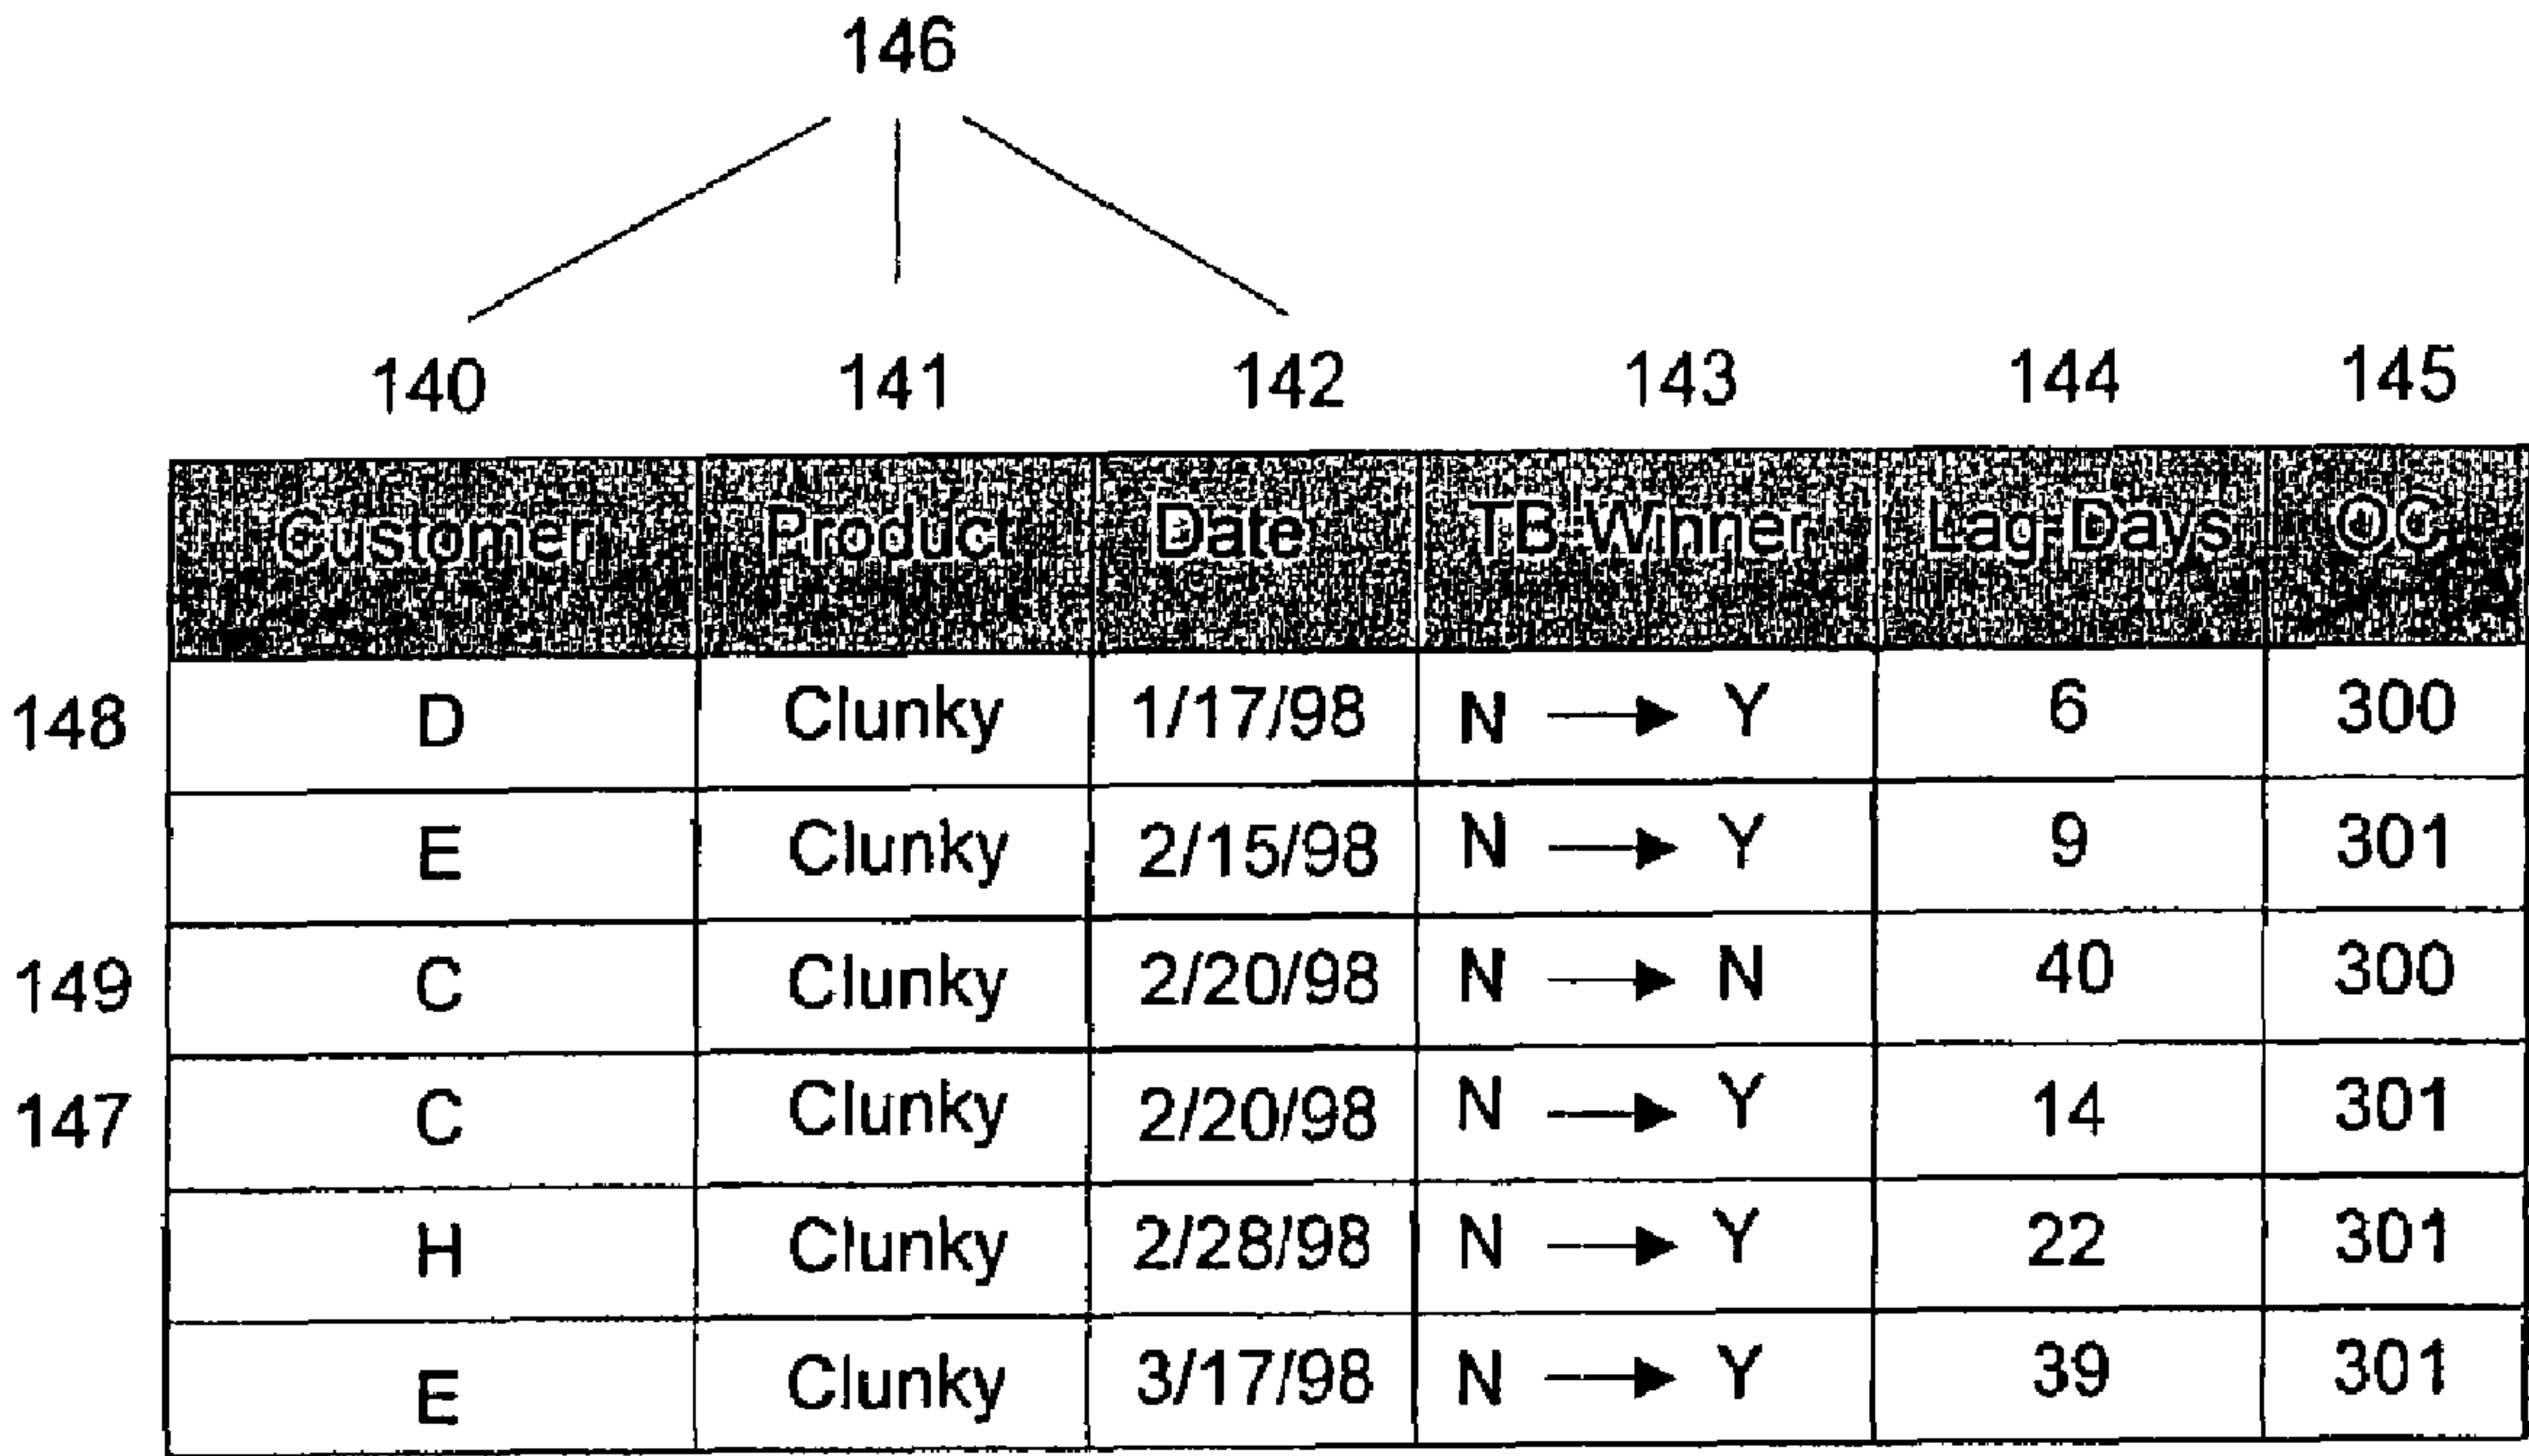 146
140 141 142 143 144 145
Customer Product Date TB Winner Lag Days OC
148 D Clunky 1/17/98 N → Y 6 300
E Clunky 2/15/98 N → Y 9 301
149 C Clunky 2/20/98 N → N 40 300
147 C Clunky 2/20/98 N → Y 14 301
H Clunky 2/28/98 N → Y 22 301
E Clunky 3/17/98 N → Y 39 301